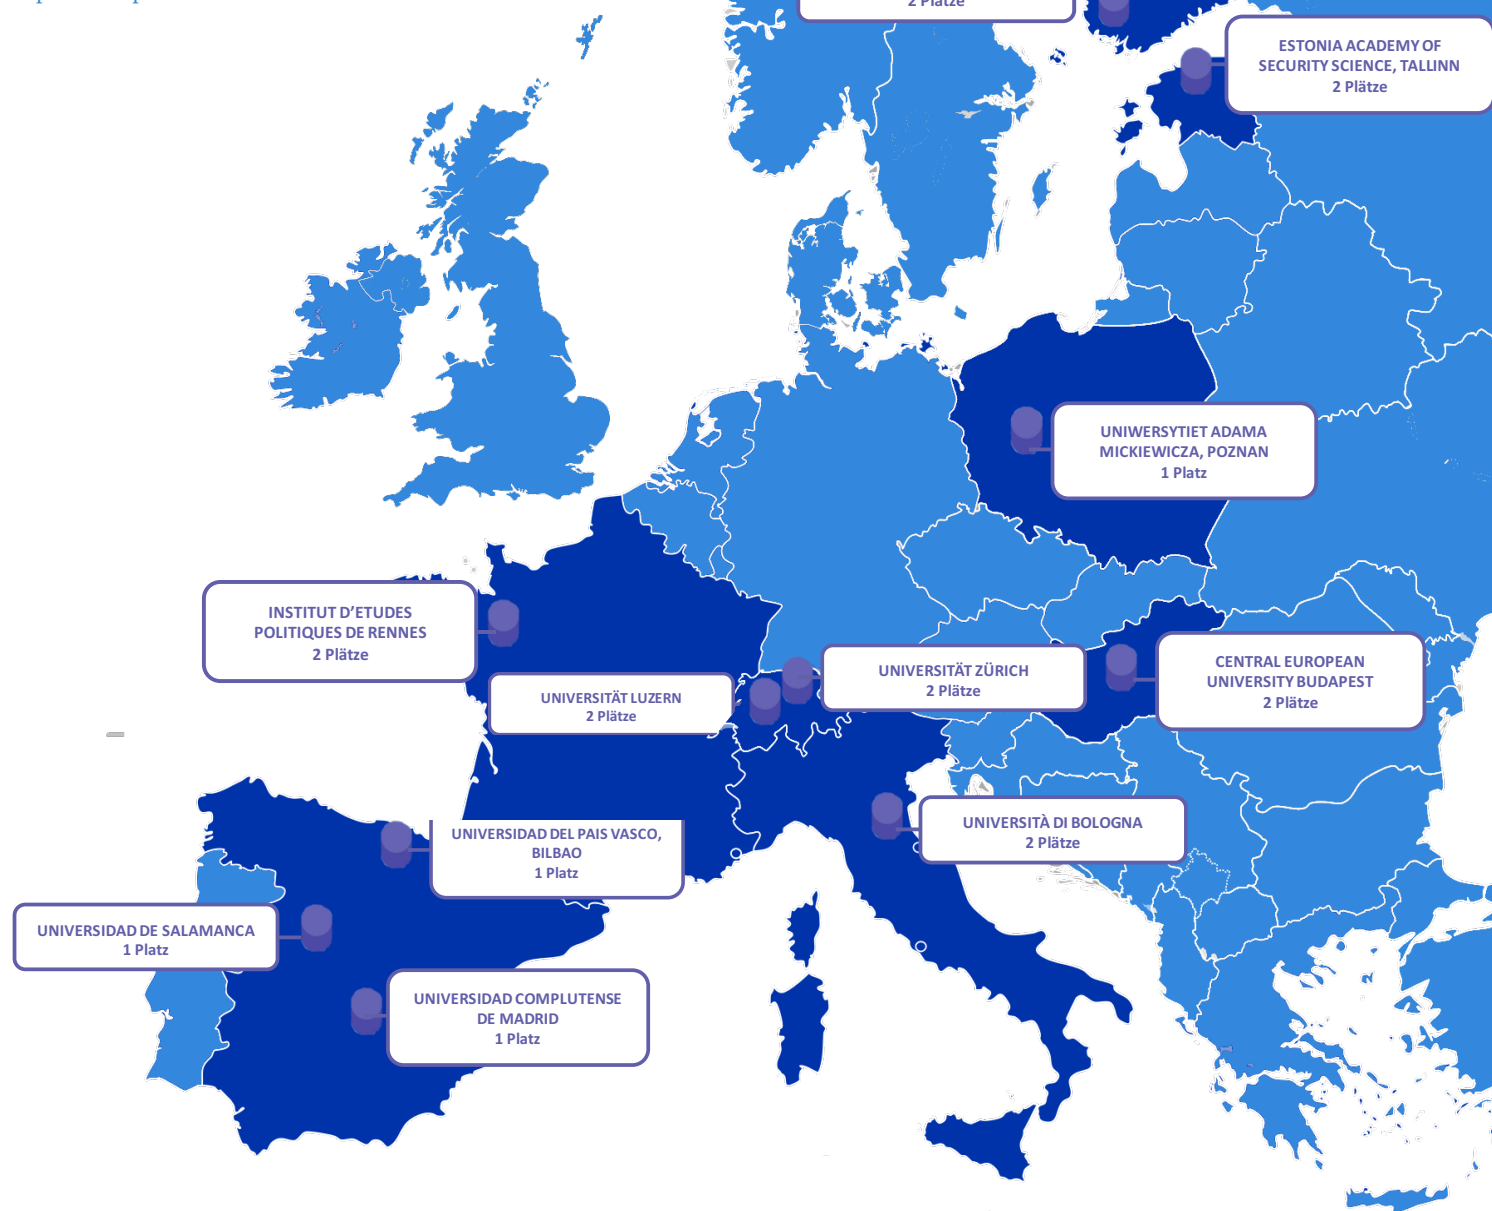 2 Plätze
ESTONIA ACADEMY OF
SECURITY SCIENCE, TALLINN
2 Plätze
UNIWERSYTIET ADAMA
MICKIEWICZA, POZNAN
1 Platz
INSTITUT D’ETUDES
POLITIQUES DE RENNES
2 Plätze
UNIVERSITÄT LUZERN
2 Plätze
UNIVERSITÄT ZÜRICH
2 Plätze
CENTRAL EUROPEAN
UNIVERSITY BUDAPEST
2 Plätze
UNIVERSITÀ DI BOLOGNA
2 Plätze
UNIVERSIDAD DEL PAIS VASCO,
BILBAO
1 Platz
UNIVERSIDAD DE SALAMANCA
1 Platz
UNIVERSIDAD COMPLUTENSE
DE MADRID
1 Platz